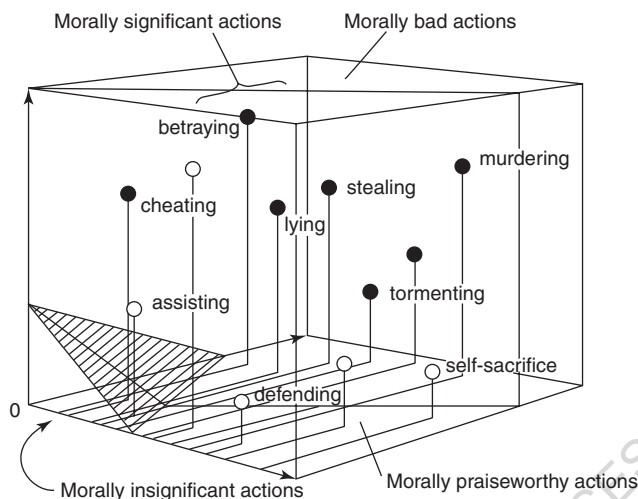 Morally significant actions
Morally bad actions
betraying
murdering
cheating
stealing
lying
assisting
tormenting
self-sacrifice
defending
0
Morally praiseworthy actions
Morally insignificant actions